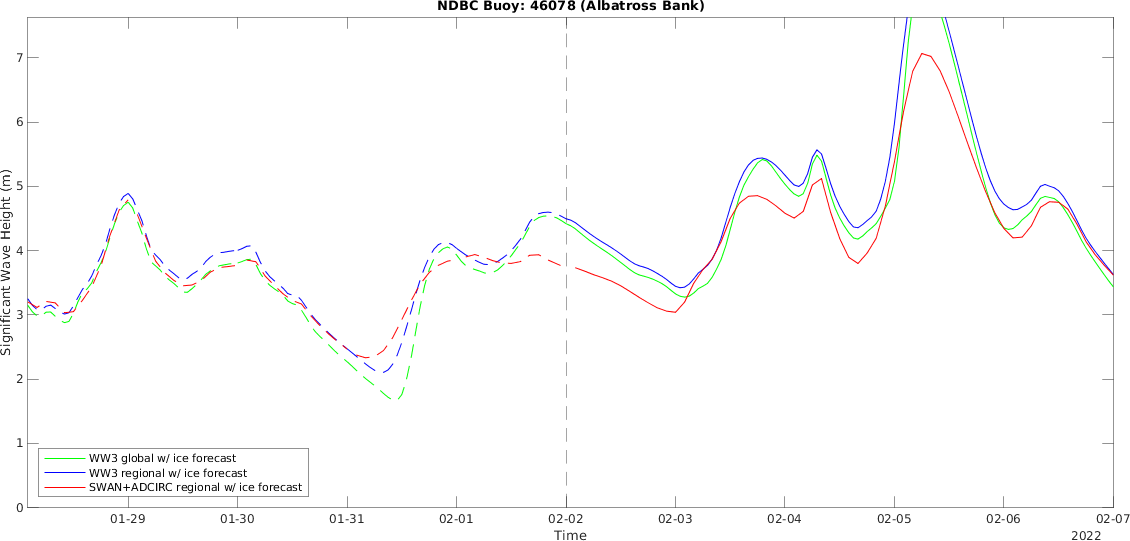 NDBC Buoy: 46078 (Albatross Bank)
Significant Wave Height (m)
7
6
5
4
3
2
1
0
WW3 global w/ ice forecast
WW3 regional w/ ice forecast
SWAN+ADCIRC regional w/ ice forecast
01-29 01-30 01-31 02-01 02-02 02-03 02-04 02-05 02-06 02-07
Time
2022